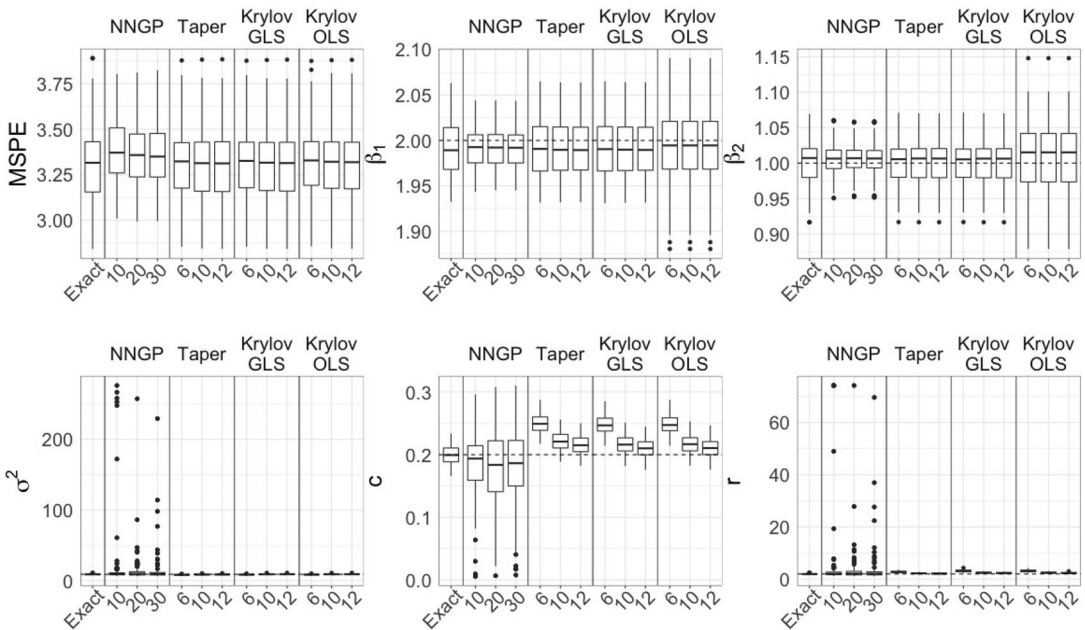 NNGP Taper Krylov GLS Krylov OLS
MSPE
3.75
3.50
3.25
3.00
Exact 10 20 30 6 10 12 6 10 12 6 10 12
NNGP Taper Krylov GLS Krylov OLS
β1
2.10
2.05
2.00
1.95
1.90
Exact 10 20 30 6 10 12 6 10 12 6 10 12
NNGP Taper Krylov GLS Krylov OLS
β2
1.15
1.10
1.05
1.00
0.95
0.90
Exact 10 20 30 6 10 12 6 10 12 6 10 12
NNGP Taper Krylov GLS Krylov OLS
σ2
200
100
0
Exact 10 20 30 6 10 12 6 10 12 6 10 12
NNGP Taper Krylov GLS Krylov OLS
c
0.3
0.2
0.1
0.0
Exact 10 20 30 6 10 12 6 10 12 6 10 12
NNGP Taper Krylov GLS Krylov OLS
r
60
40
20
0
Exact 10 20 30 6 10 12 6 10 12 6 10 12